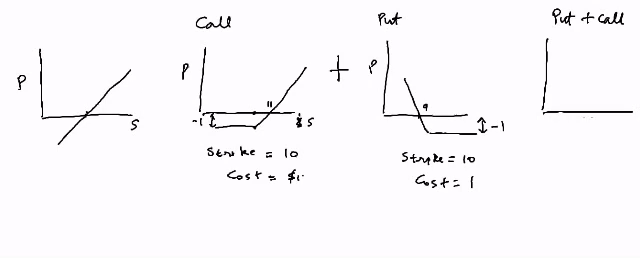 Call
Put
Put + call
P
S
P
-1
11
$ S
+
P
9
-1
Strike = 10
Cost = $1.
Strike = 10
Cost = 1